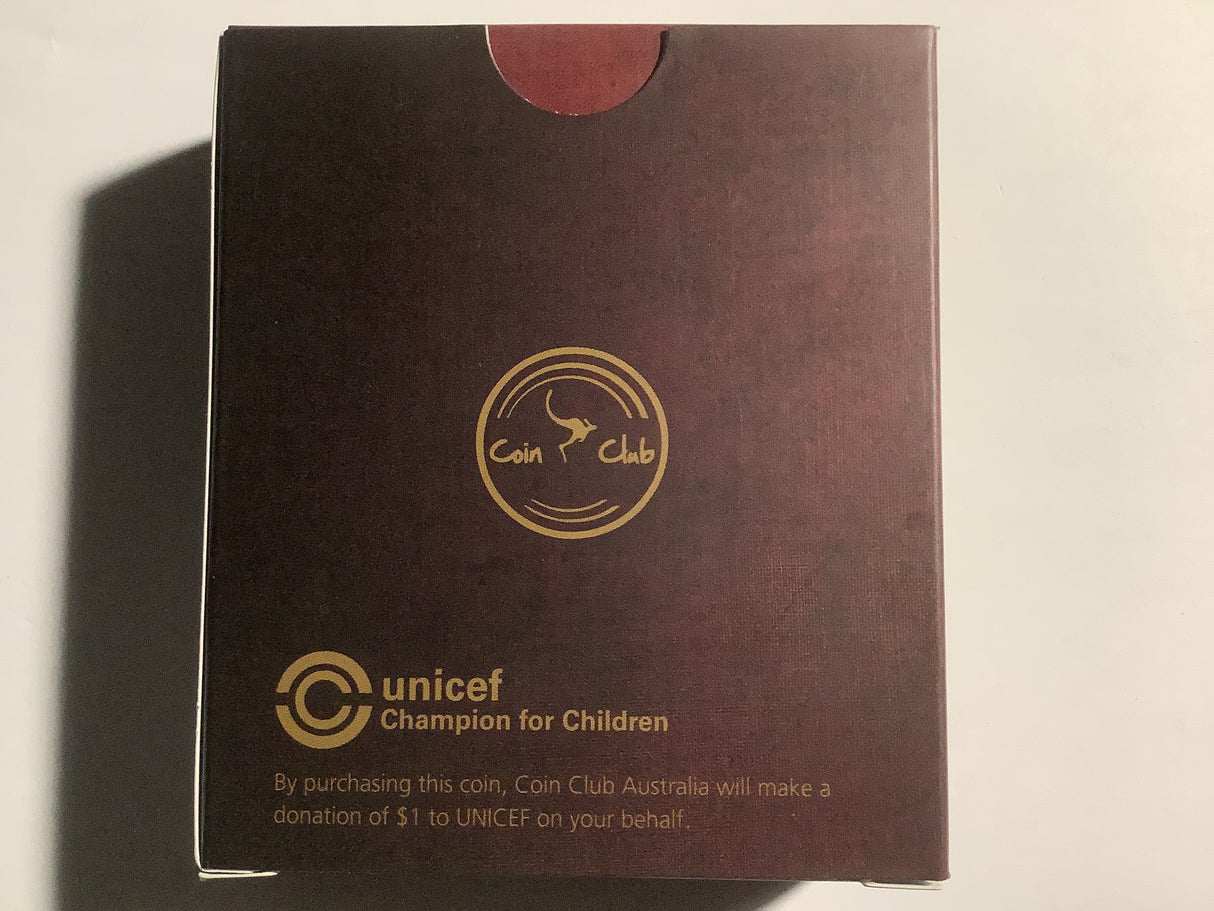 Coin Club
unicef
Champion for Children
By purchasing this coin, Coin Club Australia will make a
donation of $1 to UNICEF on your behalf.